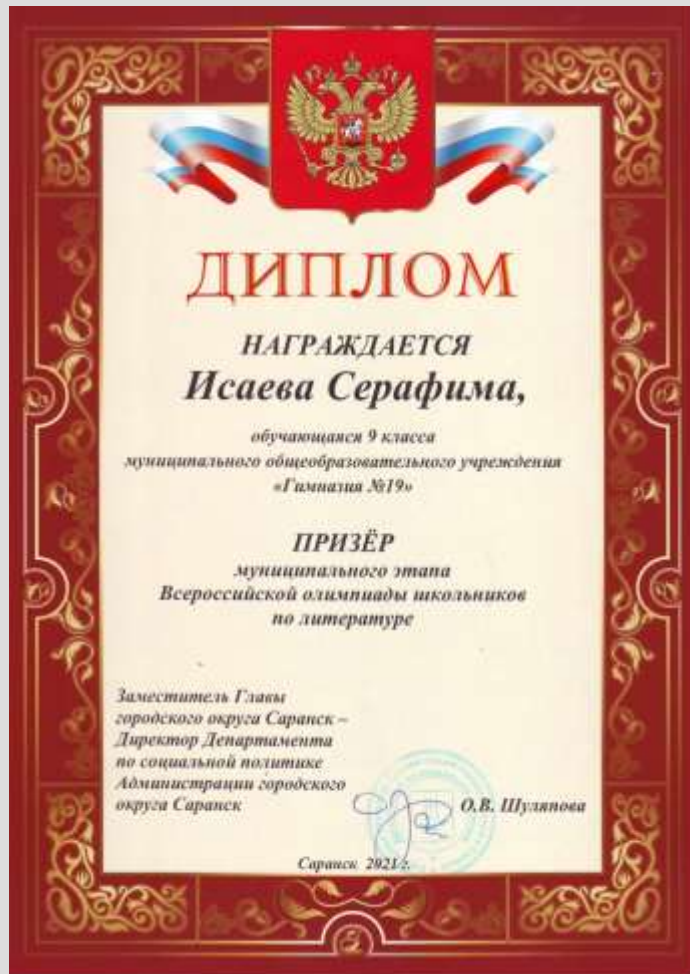 ДИПЛОМ
НАГРАЖДАЕТСЯ
Исаева Серафима,
обучающаяся 9 класса
муниципального общеобразовательного учреждения
«Гимназия №19»
ПРИЗЁР
муниципального этапа
Всероссийской олимпиады школьников
по литературе
Заместитель Главы
городского округа Саранск –
Директор Департамента
по социальной политике
Администрации городского
округа Саранск
О.В. Шуляпова
Саранск 2021 г.